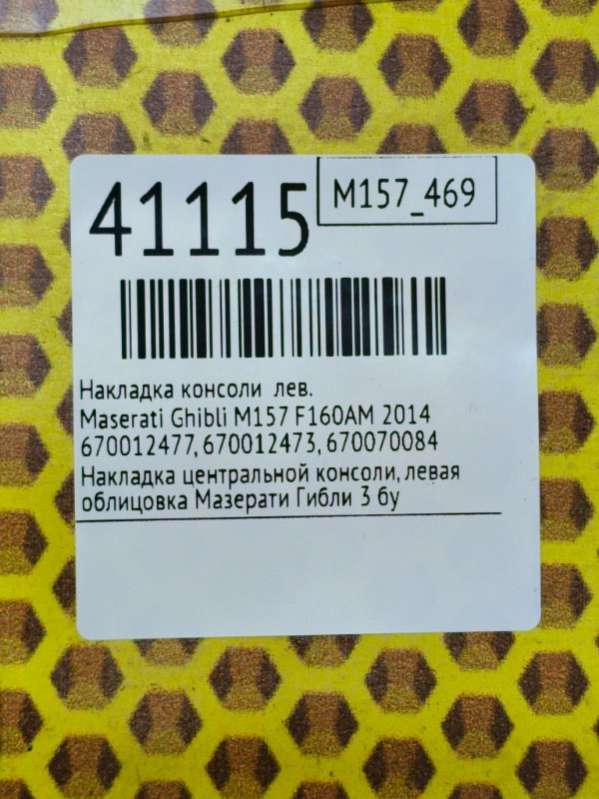 41115
M157_469
Накладка консоли лев.
Maserati Ghibli M157 F160AM 2014
670012477, 670012473, 670070084
Накладка центральной консоли, левая
облицовка Мазерати Гибли 3 бу